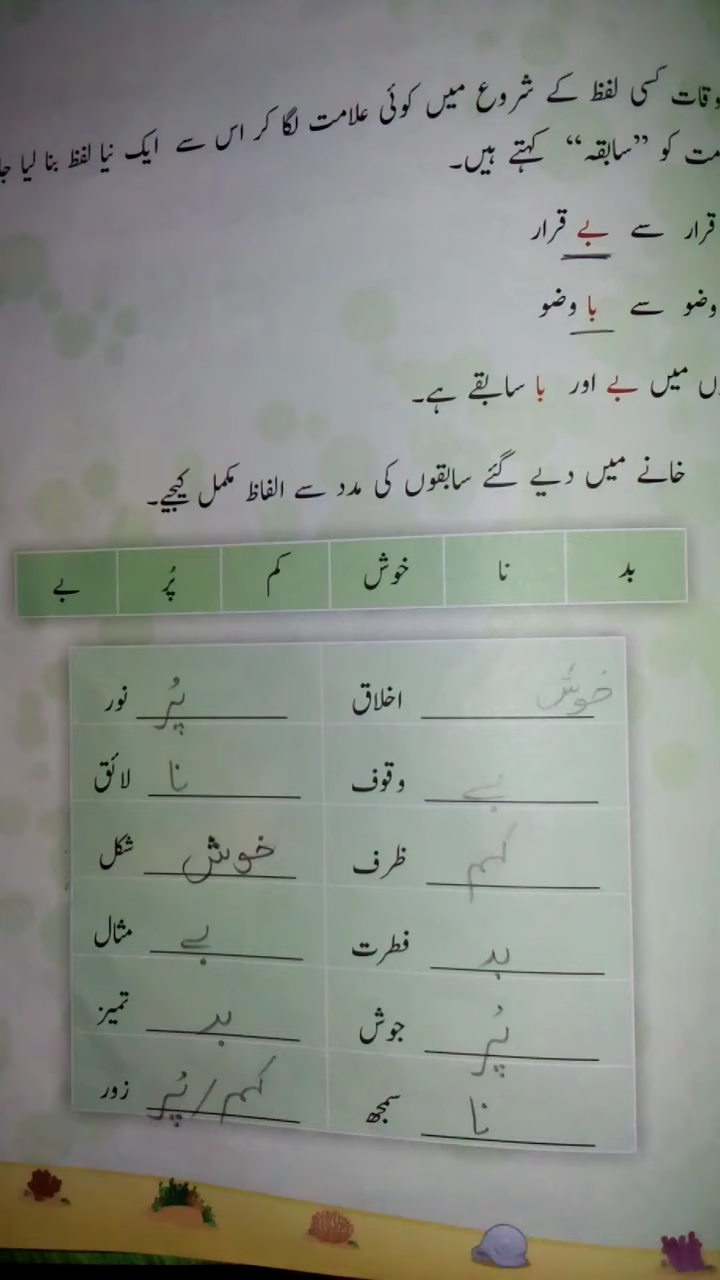 کسی لفظ کے شروع میں کوئی علامت لگا کر اس سے ایک نیا لفظ بنا لیا
کو ”سابقہ“ کہتے ہیں۔
قرار سے بے قرار
وضو سے با وضو
میں بے اور با سابقے ہے۔
خانے میں دیے گئے سابقوں کی مدد سے الفاظ مکمل کیجیے۔
بد نا خوش کم پُر بے
خوش اخلاق پُر نور
بے وقوف نا لائق
کم ظرف خوش شکل
بد فطرت بے مثال
پُر جوش بد تمیز
نا سمجھ کم/پُر زور